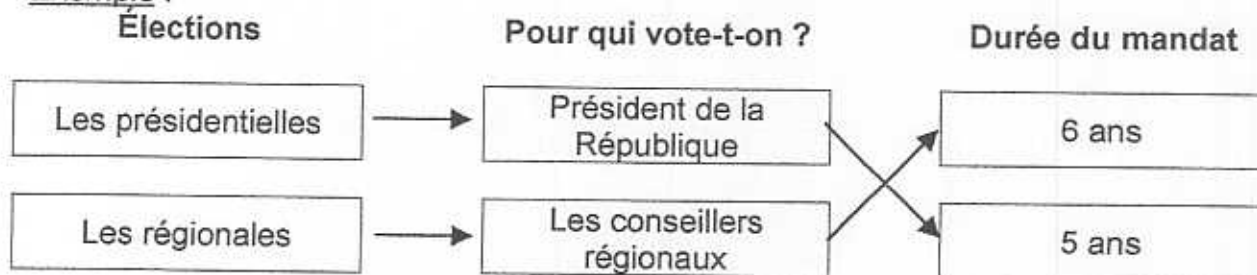 Élections
Pour qui vote-t-on ?
Durée du mandat
Les présidentielles
Président de la
République
6 ans
Les régionales
Les conseillers
régionaux
5 ans